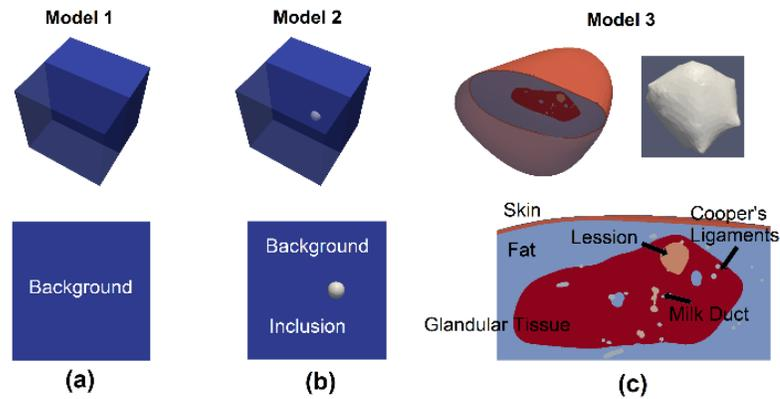 Model 1
Model 2
Model 3
Background
Background
Inclusion
Skin
Fat
Lession
Cooper's
Ligaments
Milk Duct
Glandular Tissue
(a)
(b)
(c)